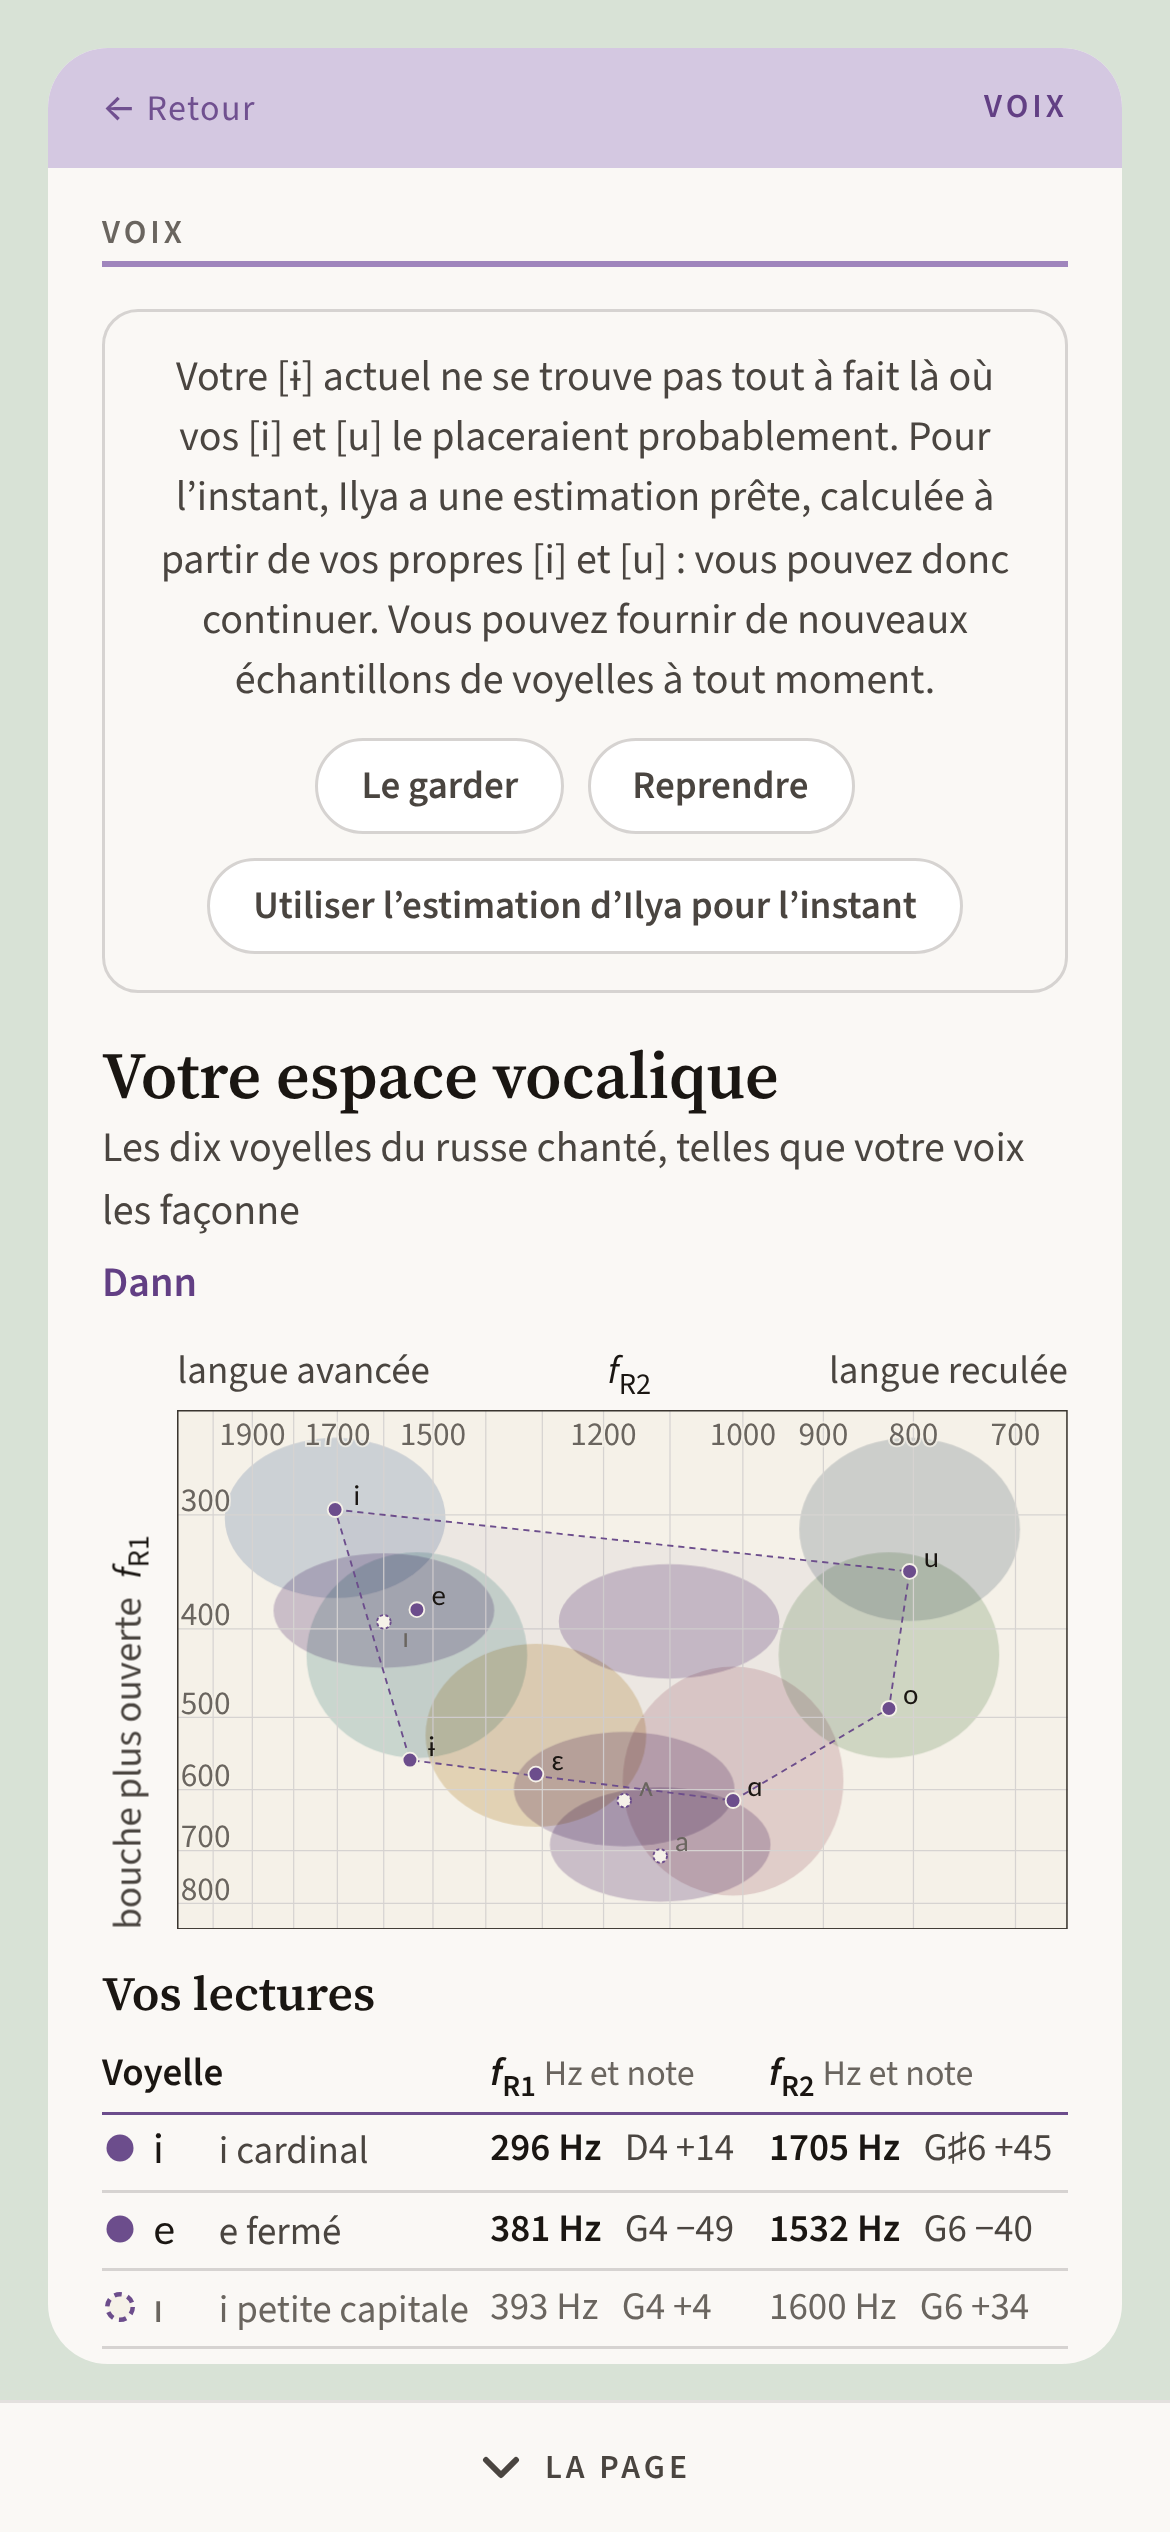 ← Retour
VOIX
VOIX
Votre [ɨ] actuel ne se trouve pas tout à fait là où
vos [i] et [u] le placeraient probablement. Pour
l’instant, Ilya a une estimation prête, calculée à
partir de vos propres [i] et [u] : vous pouvez donc
continuer. Vous pouvez fournir de nouveaux
échantillons de voyelles à tout moment.
Le garder
Reprendre
Utiliser l’estimation d’Ilya pour l’instant
Votre espace vocalique
Les dix voyelles du russe chanté, telles que votre voix
les façonne
Dann
langue avancée fR2 langue reculée
1900 1700 1500 1200 1000 900 800 700
bouche plus ouverte fR1
300
400
500
600
700
800
i
u
e
ɪ
o
ɨ
ɛ
ʌ
ɑ
a
Vos lectures
Voyelle fR1 Hz et note fR2 Hz et note
i i cardinal 296 Hz D4 +14 1705 Hz G♯6 +45
e e fermé 381 Hz G4 −49 1532 Hz G6 −40
ɪ i petite capitale 393 Hz G4 +4 1600 Hz G6 +34
LA PAGE